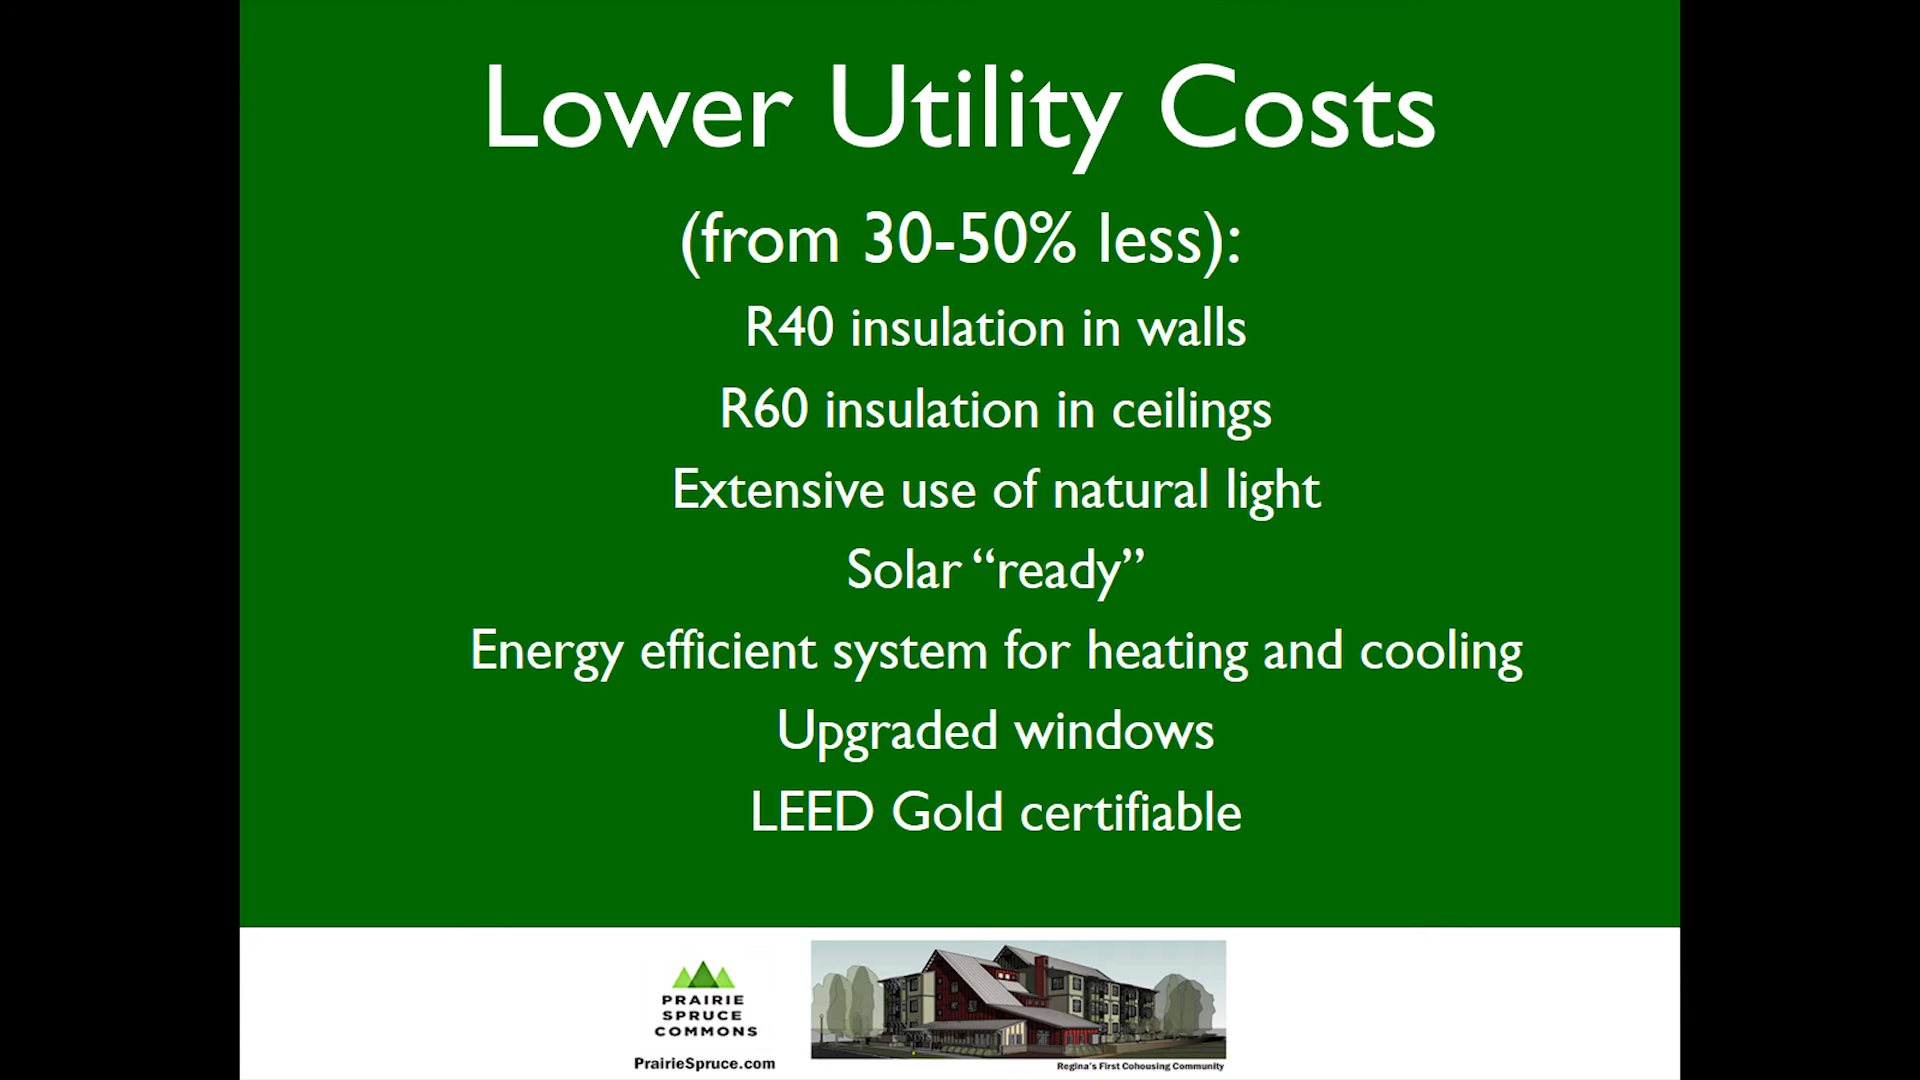 Lower Utility Costs
(from 30-50% less):
R40 insulation in walls
R60 insulation in ceilings
Extensive use of natural light
Solar “ready”
Energy efficient system for heating and cooling
Upgraded windows
LEED Gold certifiable
PRAIRIE
SPRUCE
COMMONS
PrairieSpruce.com
Regina's First Cohousing Community